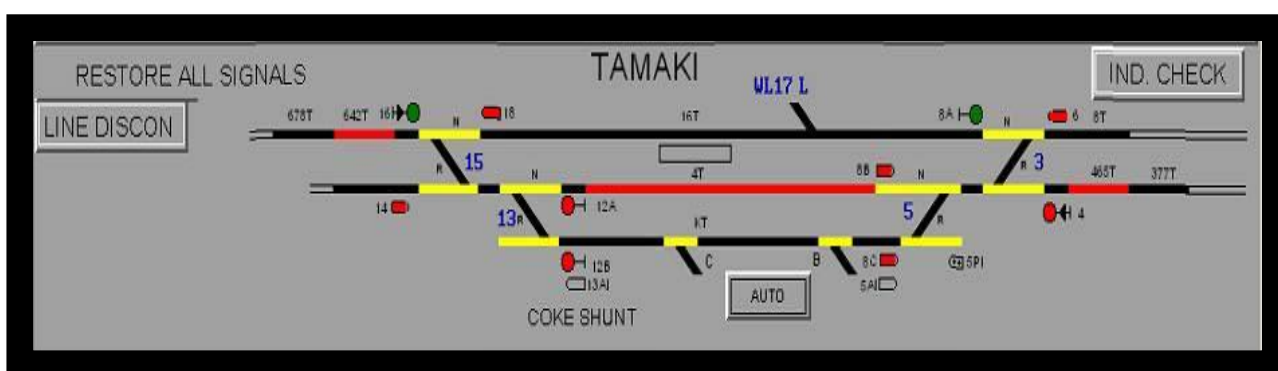 TAMAKI
RESTORE ALL SIGNALS
IND. CHECK
LINE DISCON
WL17 L
678T 642T 16 N 18 16T 8A N 6 8T
R 15 N 4T 8B N R 3 465T 377T
14 13 R 12A 5 R 4
KT
12B C B 8C 5PI
13AI AUTO 5AI
COKE SHUNT